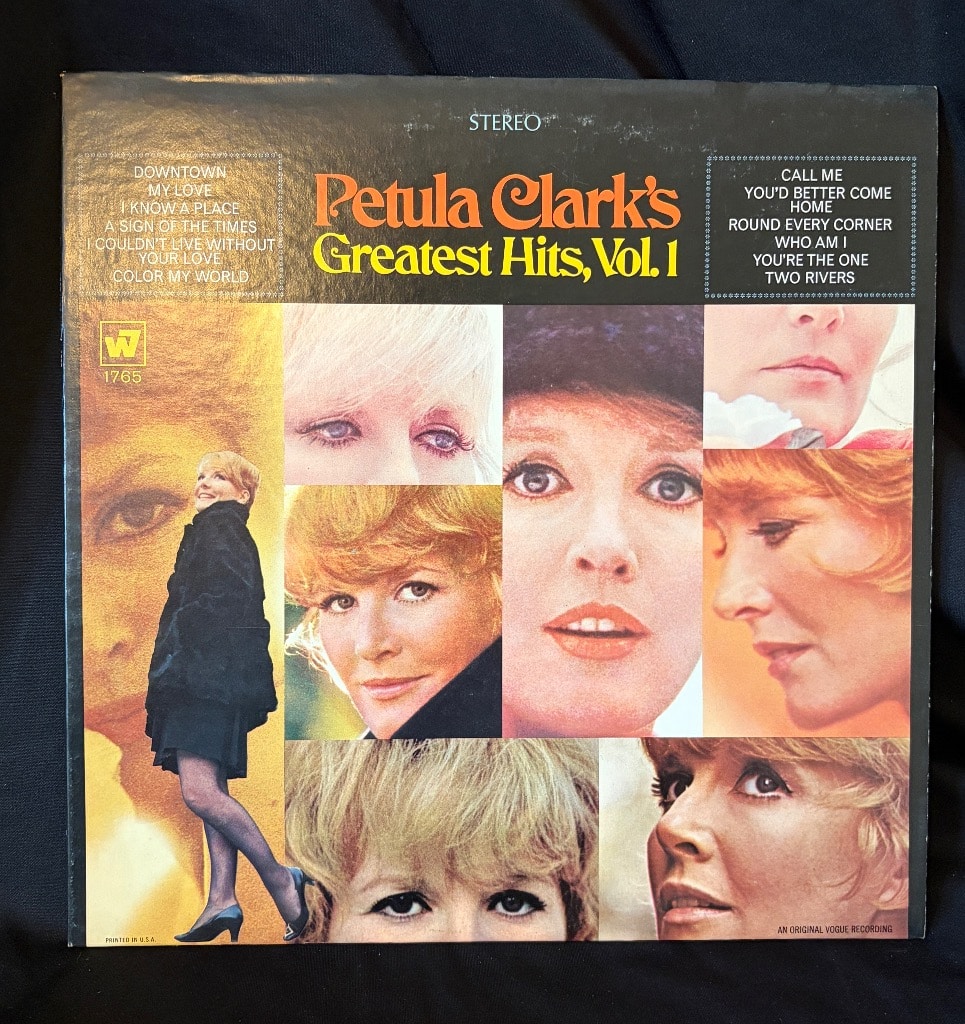 STEREO
DOWNTOWN
MY LOVE
I KNOW A PLACE
A SIGN OF THE TIMES
I COULDN'T LIVE WITHOUT
YOUR LOVE
COLOR MY WORLD
Petula Clark's
Greatest Hits, Vol. 1
CALL ME
YOU'D BETTER COME
HOME
ROUND EVERY CORNER
WHO AM I
YOU'RE THE ONE
TWO RIVERS
W7
1765
PRINTED IN U.S.A.
AN ORIGINAL VOGUE RECORDING